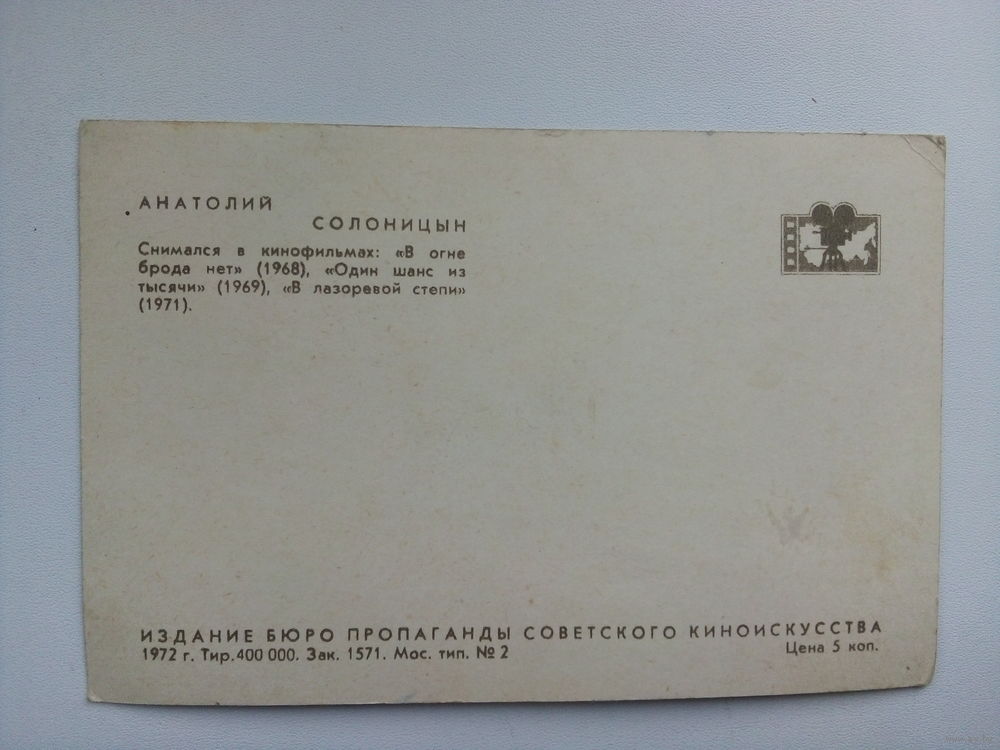 АНАТОЛИЙ
СОЛОНИЦЫН
Снимался в кинофильмах: «В огне
брода нет» (1968), «Один шанс из
тысячи» (1969), «В лазоревой степи»
(1971).
ИЗДАНИЕ БЮРО ПРОПАГАНДЫ СОВЕТСКОГО КИНОИСКУССТВА
1972 г. Тир.400 000. Зак. 1571. Мос. тип. № 2
Цена 5 коп.